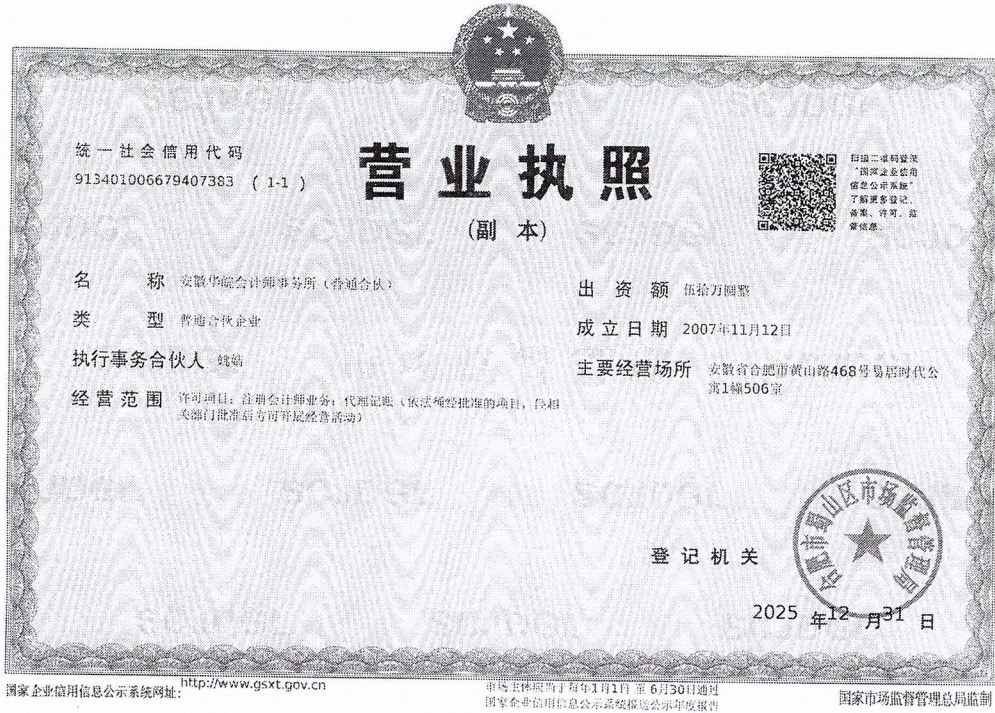 统一社会信用代码
913401006679407383 （1-1）
营业执照
（副 本）
扫描二维码登录
“国家企业信用
信息公示系统”
了解更多登记、
备案、许可、监
管信息。
名 称 安徽华皖会计师事务所（普通合伙）
类 型 普通合伙企业
执行事务合伙人
经营范围 许可项目：注册会计师业务；代理记账（依法须经批准的项目，经相
关部门批准后方可开展经营活动）
出 资 额 伍拾万圆整
成立日期 2007年11月12日
主要经营场所 安徽省合肥市黄山路468号易居时代公
寓1幢506室
登记机关
合肥市蜀山区市场监督管理局
2025 年12 月31 日
国家企业信用信息公示系统网址：
http://www.gsxt.gov.cn
市场主体应当于每年1月1日 至 6月30日通过
国家企业信用信息公示系统报送公示年度报告
国家市场监督管理总局监制